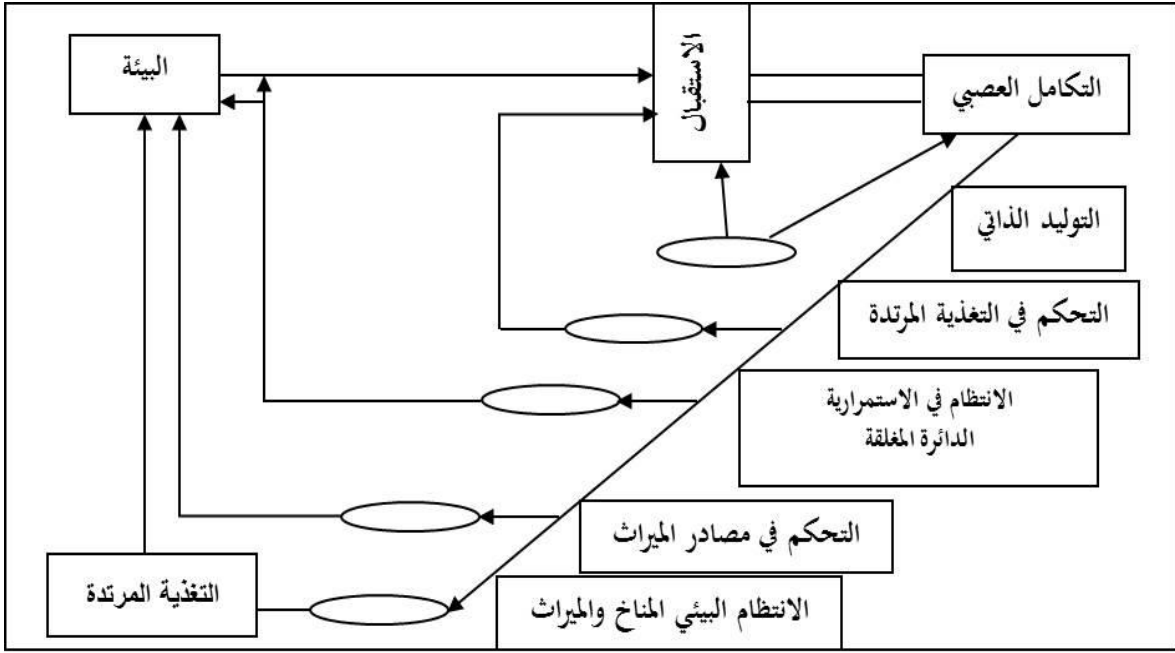 البيئة
الاستقبال
التكامل العصبي
التوليد الذاتي
التحكم في التغذية المرتدة
الانتظام في الاستمرارية
الدائرة المغلقة
التحكم في مصادر الميراث
التغذية المرتدة
الانتظام البيئي المناخ والميراث